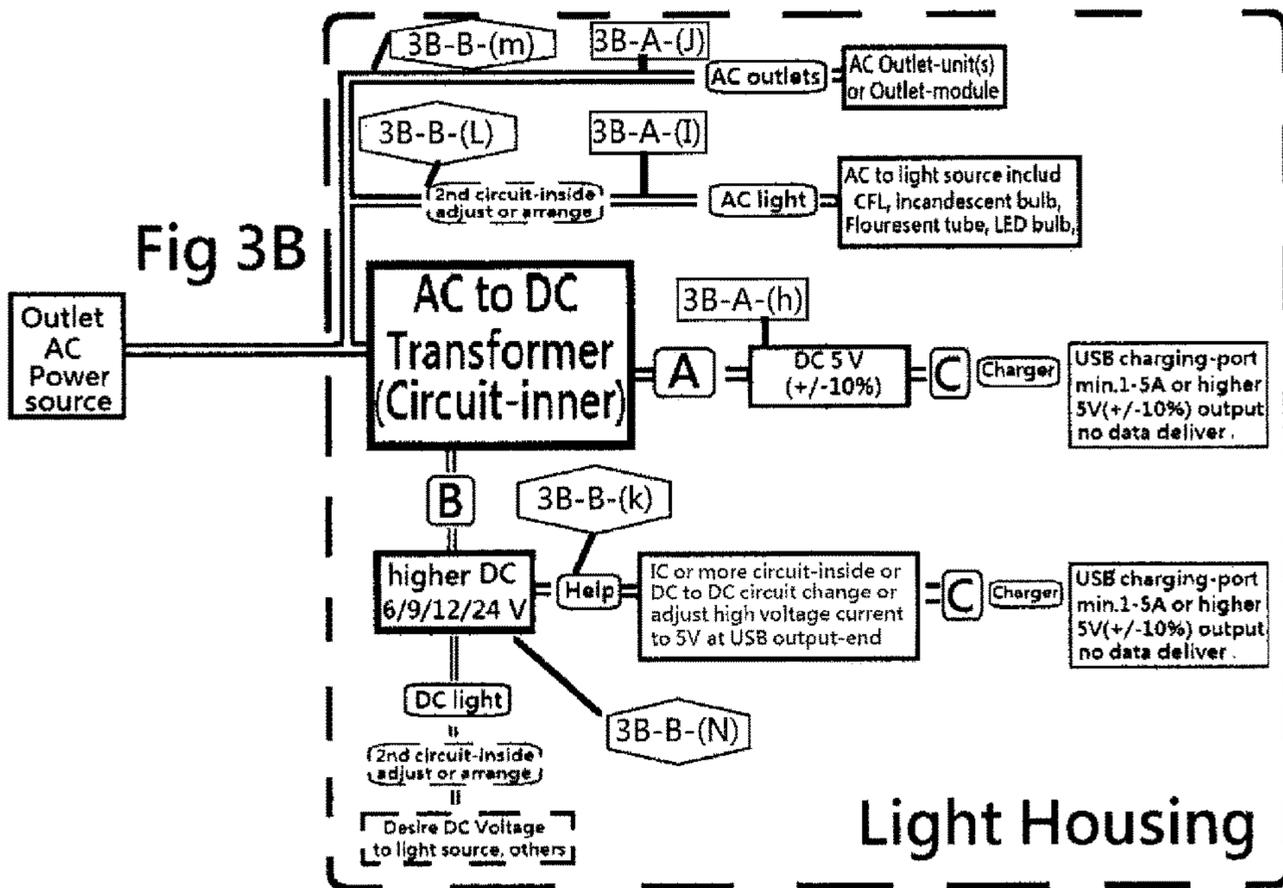 3B-B-(m)
3B-A-(J)
AC outlets
AC Outlet-unit(s)
or Outlet-module
3B-B-(L)
3B-A-(I)
2nd circuit-inside
adjust or arrange
AC light
AC to light source includ
CFL, Incandescent bulb,
Flouresent tube, LED bulb,
Fig 3B
Outlet
AC
Power
source
AC to DC
Transformer
(Circuit-inner)
A
3B-A-(h)
DC 5 V
(+/-10%)
C
Charger
USB charging-port
min.1-5A or higher
5V(+/-10%) output
no data deliver .
B
3B-B-(k)
higher DC
6/9/12/24 V
Help
IC or more circuit-inside or
DC to DC circuit change or
adjust high voltage current
to 5V at USB output-end
C
Charger
USB charging-port
min.1-5A or higher
5V(+/-10%) output
no data deliver .
DC light
3B-B-(N)
2nd circuit-inside
adjust or arrange
Desire DC Voltage
to light source, others
Light Housing